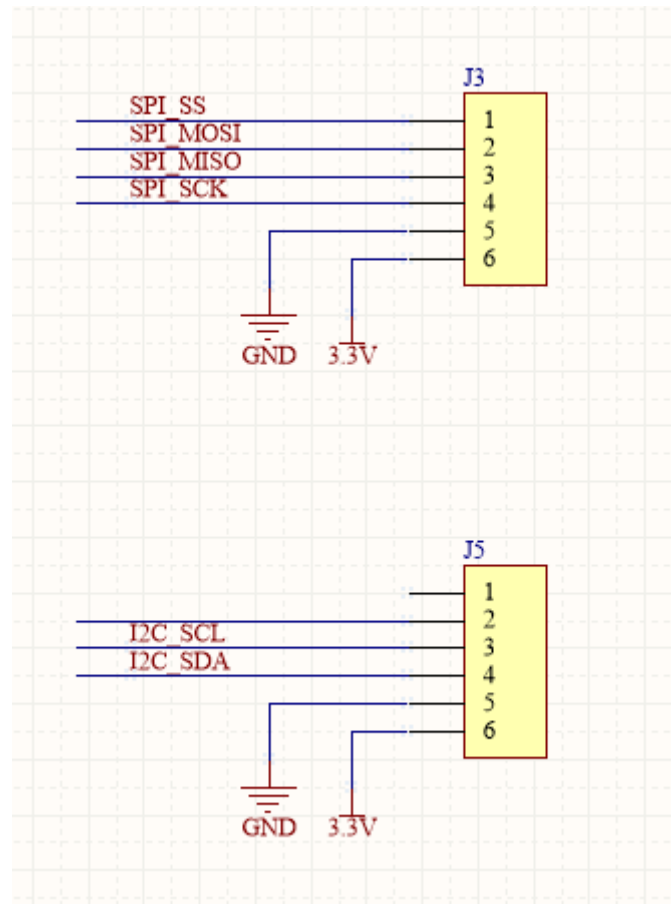 J3
SPI_SS
1
SPI_MOSI
2
SPI_MISO
3
SPI_SCK
4
5
6
GND
3.3V
J5
1
2
I2C_SCL
3
I2C_SDA
4
5
6
GND
3.3V